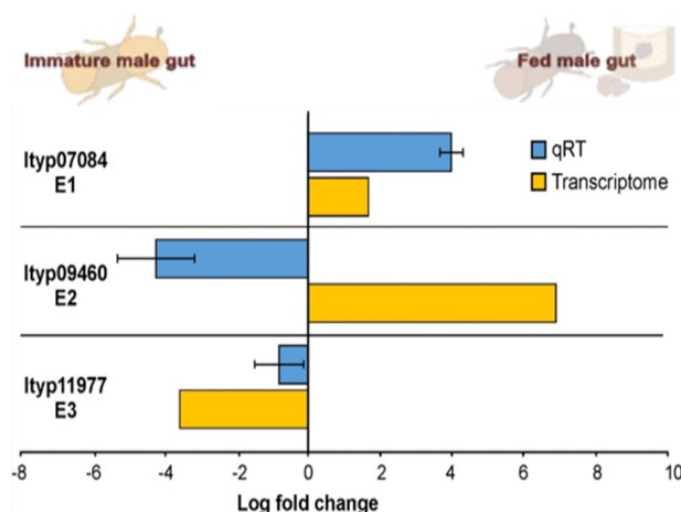 Immature male gut
Fed male gut
Ityp07084
E1
qRT
Transcriptome
Ityp09460
E2
Ityp11977
E3
-8 -6 -4 -2 0 2 4 6 8 10
Log fold change